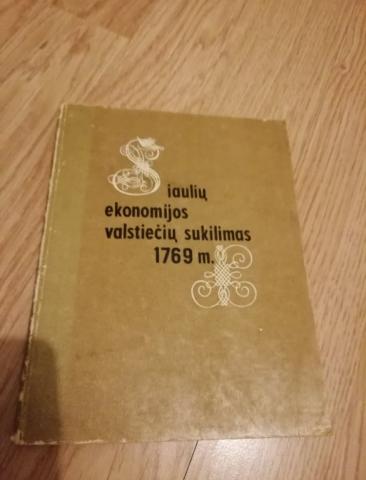 Šiaulių
ekonomijos
valstiečių sukilimas
1769 m.